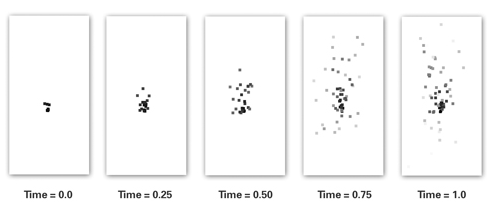 Time = 0.0
Time = 0.25
Time = 0.50
Time = 0.75
Time = 1.0